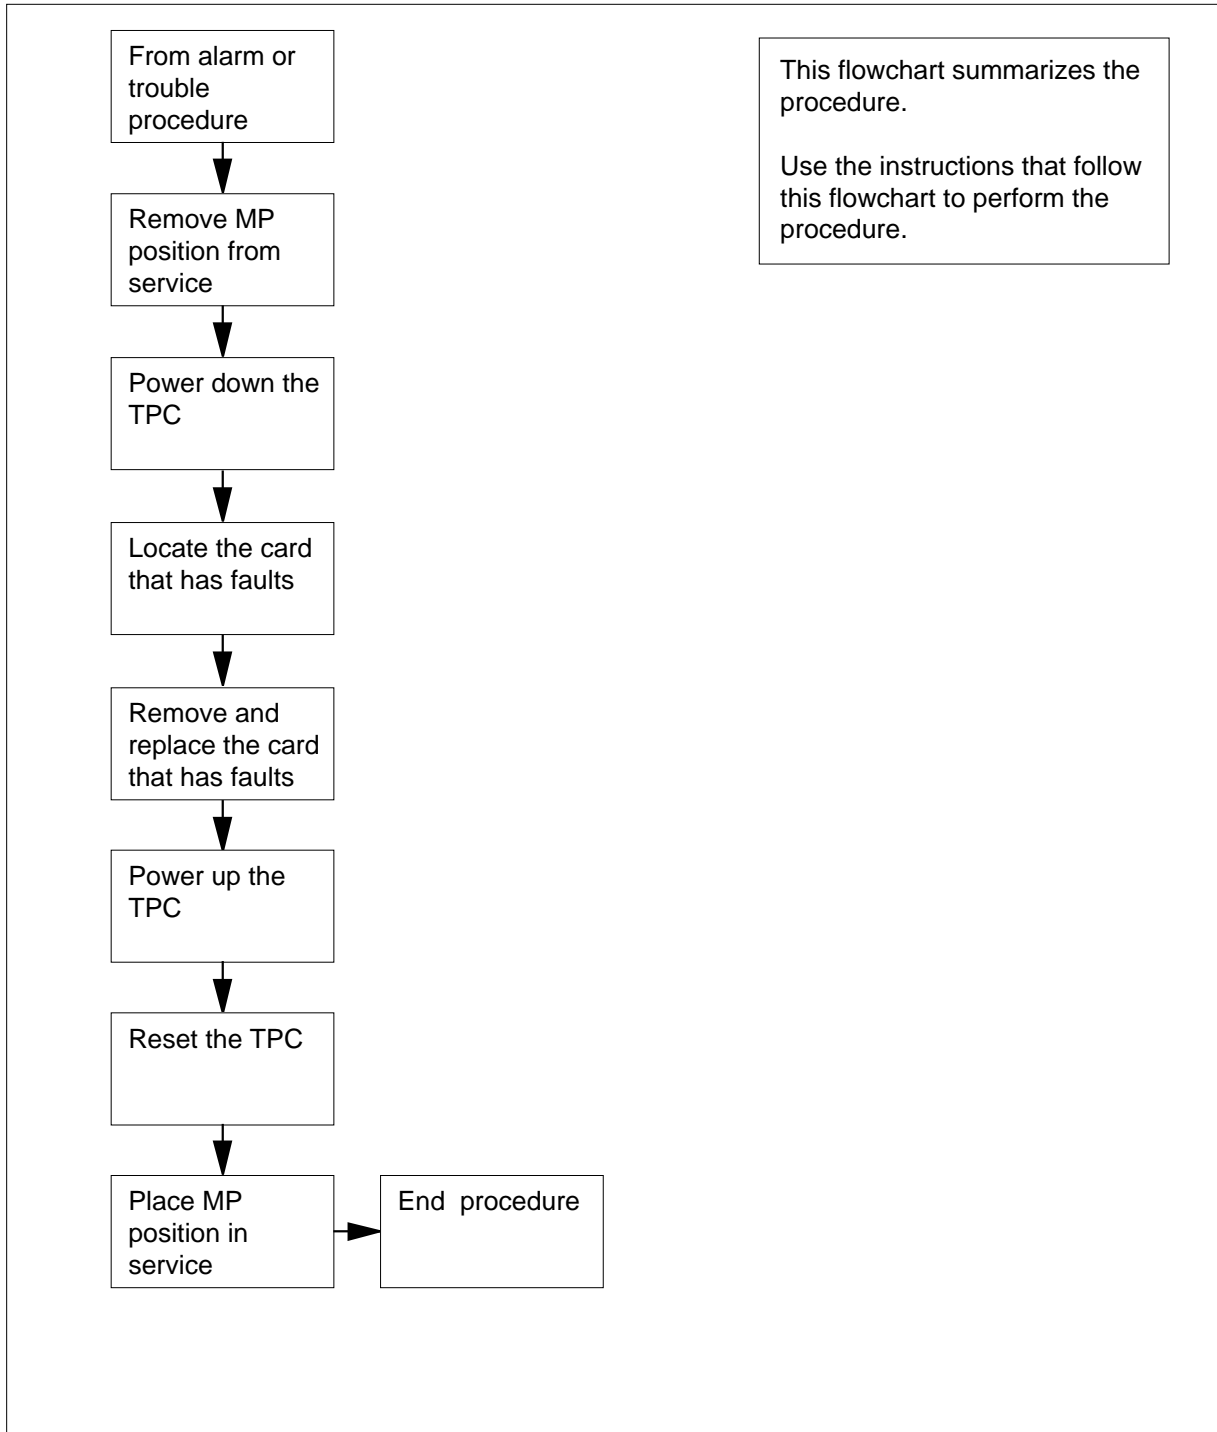 From alarm or
trouble
procedure
This flowchart summarizes the
procedure.
Use the instructions that follow
this flowchart to perform the
procedure.
Remove MP
position from
service
Power down the
TPC
Locate the card
that has faults
Remove and
replace the card
that has faults
Power up the
TPC
Reset the TPC
Place MP
position in
service
End  procedure